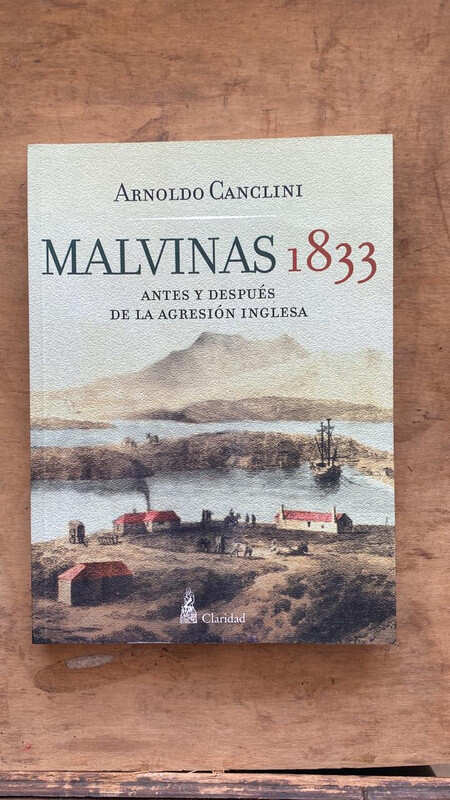 ARNOLDO CANCLINI
MALVINAS 1833
ANTES Y DESPUÉS
DE LA AGRESIÓN INGLESA
Claridad